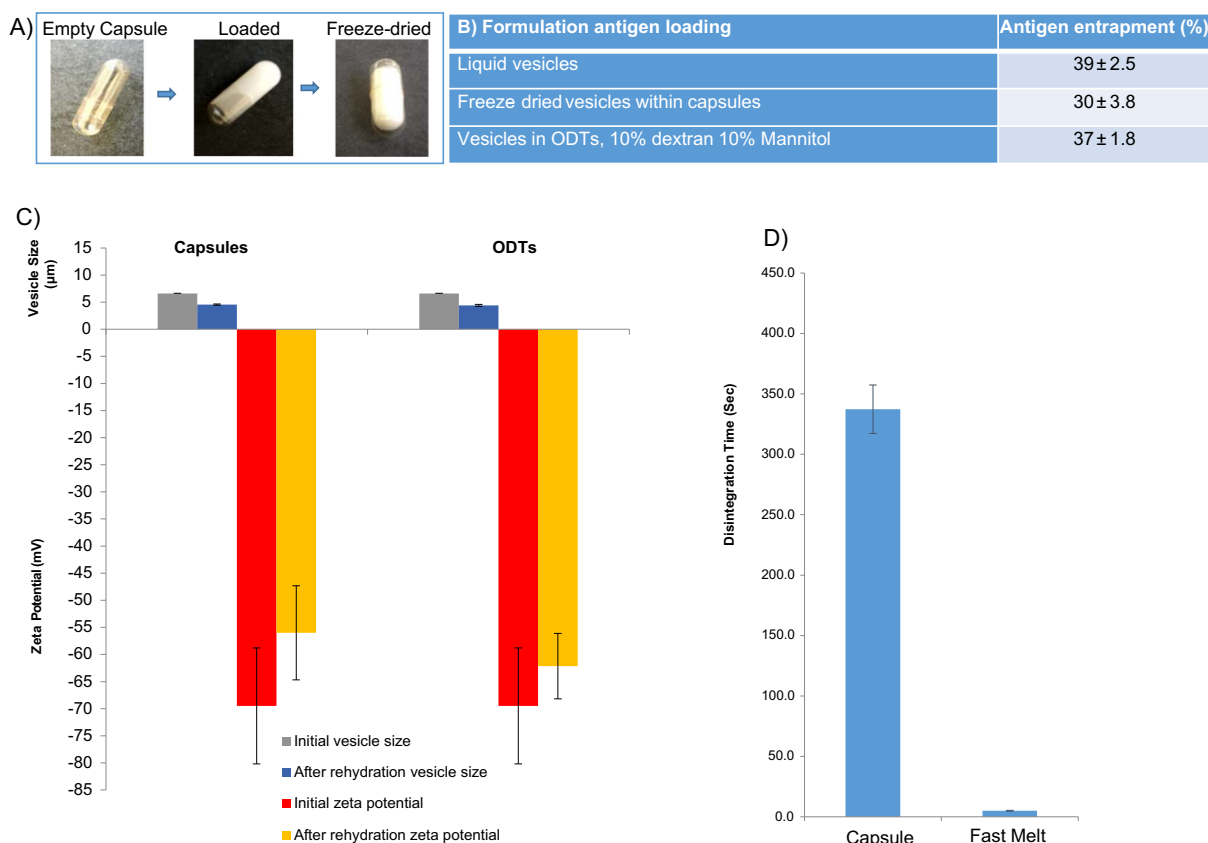 A)
Empty Capsule
Loaded
Freeze-dried
B) Formulation antigen loading
Antigen entrapment (%)
Liquid vesicles
39±2.5
Freeze dried vesicles within capsules
30±3.8
Vesicles in ODTs, 10% dextran 10% Mannitol
37±1.8
C)
Capsules
ODTs
Vesicle Size
(µm)
Zeta Potential (mV)
15
10
5
0
-5
-10
-15
-20
-25
-30
-35
-40
-45
-50
-55
-60
-65
-70
-75
-80
-85
Initial vesicle size
After rehydration vesicle size
Initial zeta potential
After rehydration zeta potential
D)
Disintegration Time (Sec)
450.0
400.0
350.0
300.0
250.0
200.0
150.0
100.0
50.0
0.0
Capsule
Fast Melt